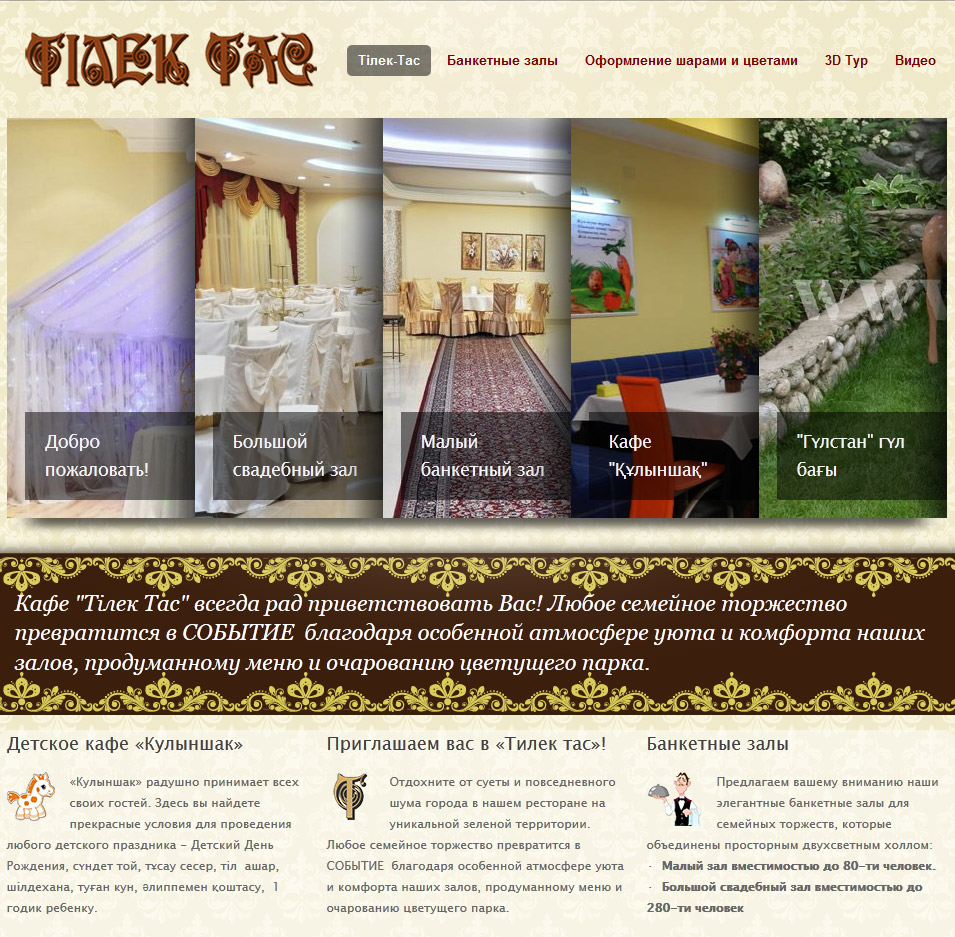 ТІЛЕК ТАС
Тілек-Тас Банкетные залы Оформление шарами и цветами 3D Тур Видео
Добро
пожаловать!
Большой
свадебный зал
Малый
банкетный зал
Кафе
"Құлыншақ"
"Гүлстан" гүл
бағы
Кафе "Тілек Тас" всегда рад приветствовать Вас! Любое семейное торжество
превратится в СОБЫТИЕ благодаря особенной атмосфере уюта и комфорта наших
залов, продуманному меню и очарованию цветущего парка.
Детское кафе «Кулыншак»
«Кулыншак» радушно принимает всех
своих гостей. Здесь вы найдете
прекрасные условия для проведения
любого детского праздника – Детский День
Рождения, сүндет той, тұсау сесер, тіл ашар,
шілдехана, туған күн, әлиппемен қоштасу, 1
годик ребенку.
Приглашаем вас в «Тилек тас»!
Отдохните от суеты и повседневного
шума города в нашем ресторане на
уникальной зеленой территории.
Любое семейное торжество превратится в
СОБЫТИЕ благодаря особенной атмосфере уюта
и комфорта наших залов, продуманному меню и
очарованию цветущего парка.
Банкетные залы
Предлагаем вашему вниманию наши
элегантные банкетные залы для
семейных торжеств, которые
объединены просторным двухсветным холлом:
· Малый зал вместимостью до 80-ти человек.
· Большой свадебный зал вместимостью до
280-ти человек